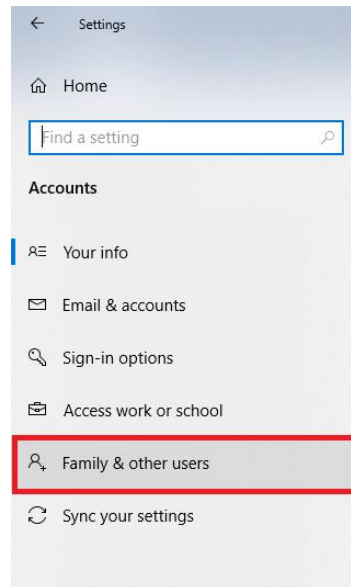 Settings
Home
Find a setting
Accounts
Your info
Email & accounts
Sign-in options
Access work or school
Family & other users
Sync your settings